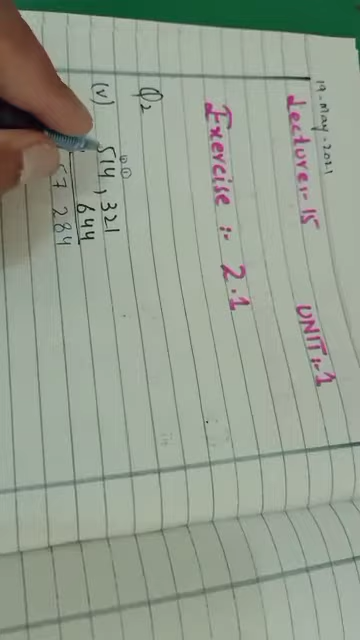 19-May-2021
Lecture:-15 UNIT:-1
Exercise :- 2.1
Q2
(v) 514,321
644
57 284